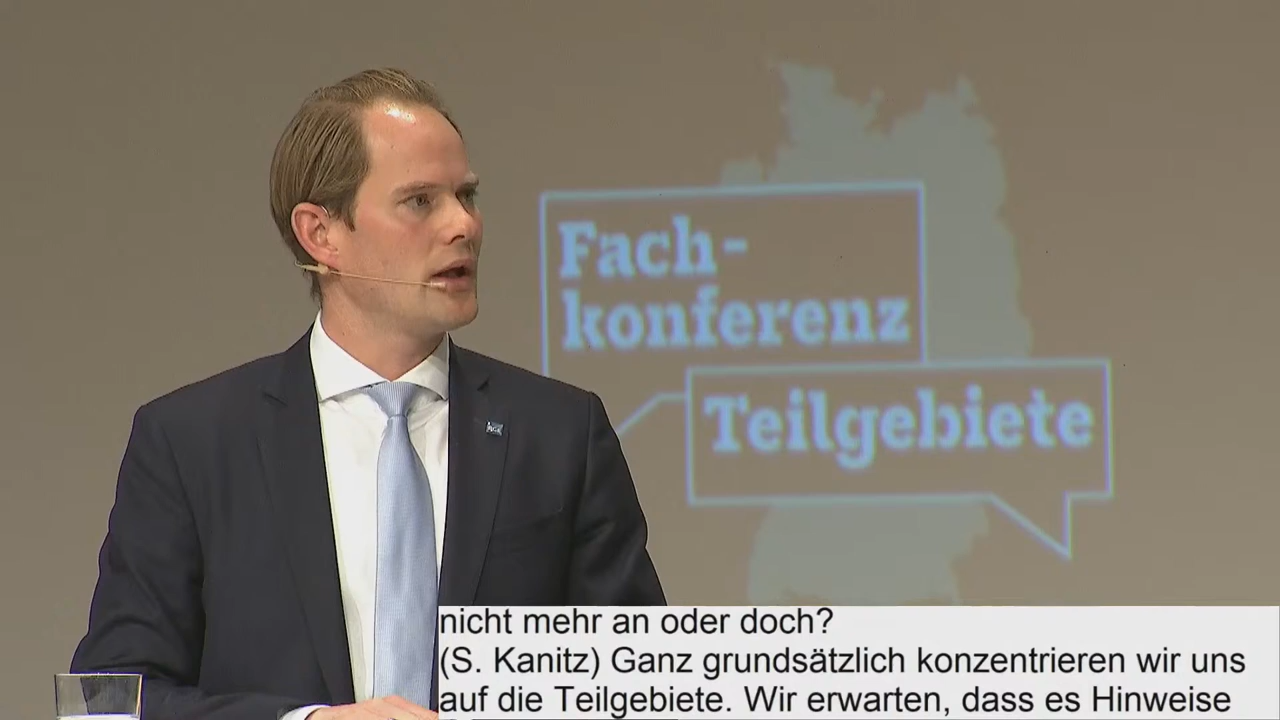 Fach-
konferenz
Teilgebiete
nicht mehr an oder doch?
(S. Kanitz) Ganz grundsätzlich konzentrieren wir uns
auf die Teilgebiete. Wir erwarten, dass es Hinweise